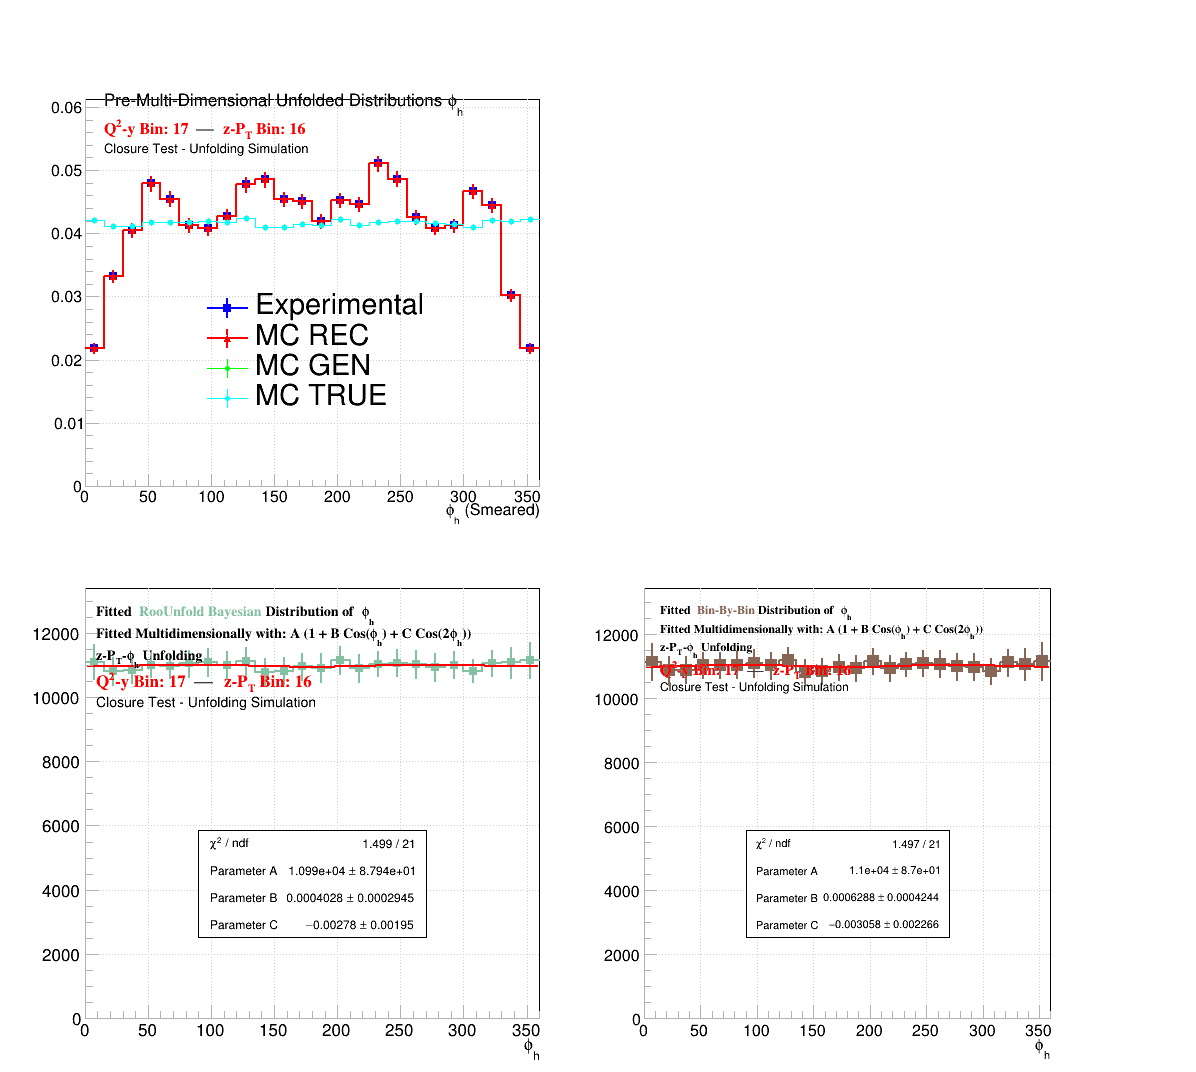 Pre-Multi-Dimensional Unfolded Distributions ϕh
Q²-y Bin: 17 — z-PT Bin: 16
Closure Test - Unfolding Simulation
0.06
0.05
0.04
0.03
0.02
0.01
0
Experimental
MC REC
MC GEN
MC TRUE
0 50 100 150 200 250 300 350
ϕh (Smeared)
Fitted RooUnfold Bayesian Distribution of ϕh
Fitted Multidimensionally with: A (1 + B Cos(ϕh) + C Cos(2ϕh))
z-PT-ϕh Unfolding
Q²-y Bin: 17 — z-PT Bin: 16
Closure Test - Unfolding Simulation
12000
10000
8000
6000
4000
2000
0
χ² / ndf 1.499 / 21
Parameter A 1.099e+04 ± 8.794e+01
Parameter B 0.0004028 ± 0.0002945
Parameter C −0.00278 ± 0.00195
0 50 100 150 200 250 300 350
ϕh
Fitted Bin-By-Bin Distribution of ϕh
Fitted Multidimensionally with: A (1 + B Cos(ϕh) + C Cos(2ϕh))
z-PT-ϕh Unfolding
Q²-y Bin: 17 — z-PT Bin: 16
Closure Test - Unfolding Simulation
12000
10000
8000
6000
4000
2000
0
χ² / ndf 1.497 / 21
Parameter A 1.1e+04 ± 8.7e+01
Parameter B 0.0006288 ± 0.0004244
Parameter C −0.003058 ± 0.002266
0 50 100 150 200 250 300 350
ϕh